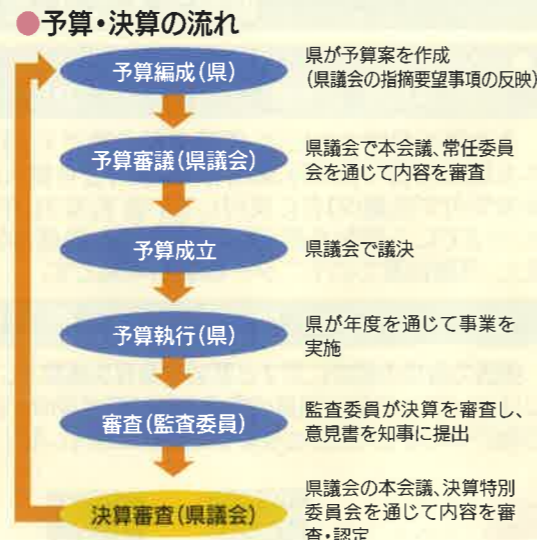 ●予算・決算の流れ
予算編成(県)
県が予算案を作成
(県議会の指摘要望事項の反映)
予算審議(県議会)
県議会で本会議、常任委員
会を通じて内容を審査
予算成立
県議会で議決
予算執行(県)
県が年度を通じて事業を
実施
審査(監査委員)
監査委員が決算を審査し、
意見書を知事に提出
決算審査(県議会)
県議会の本会議、決算特別
委員会を通じて内容を審
査・認定